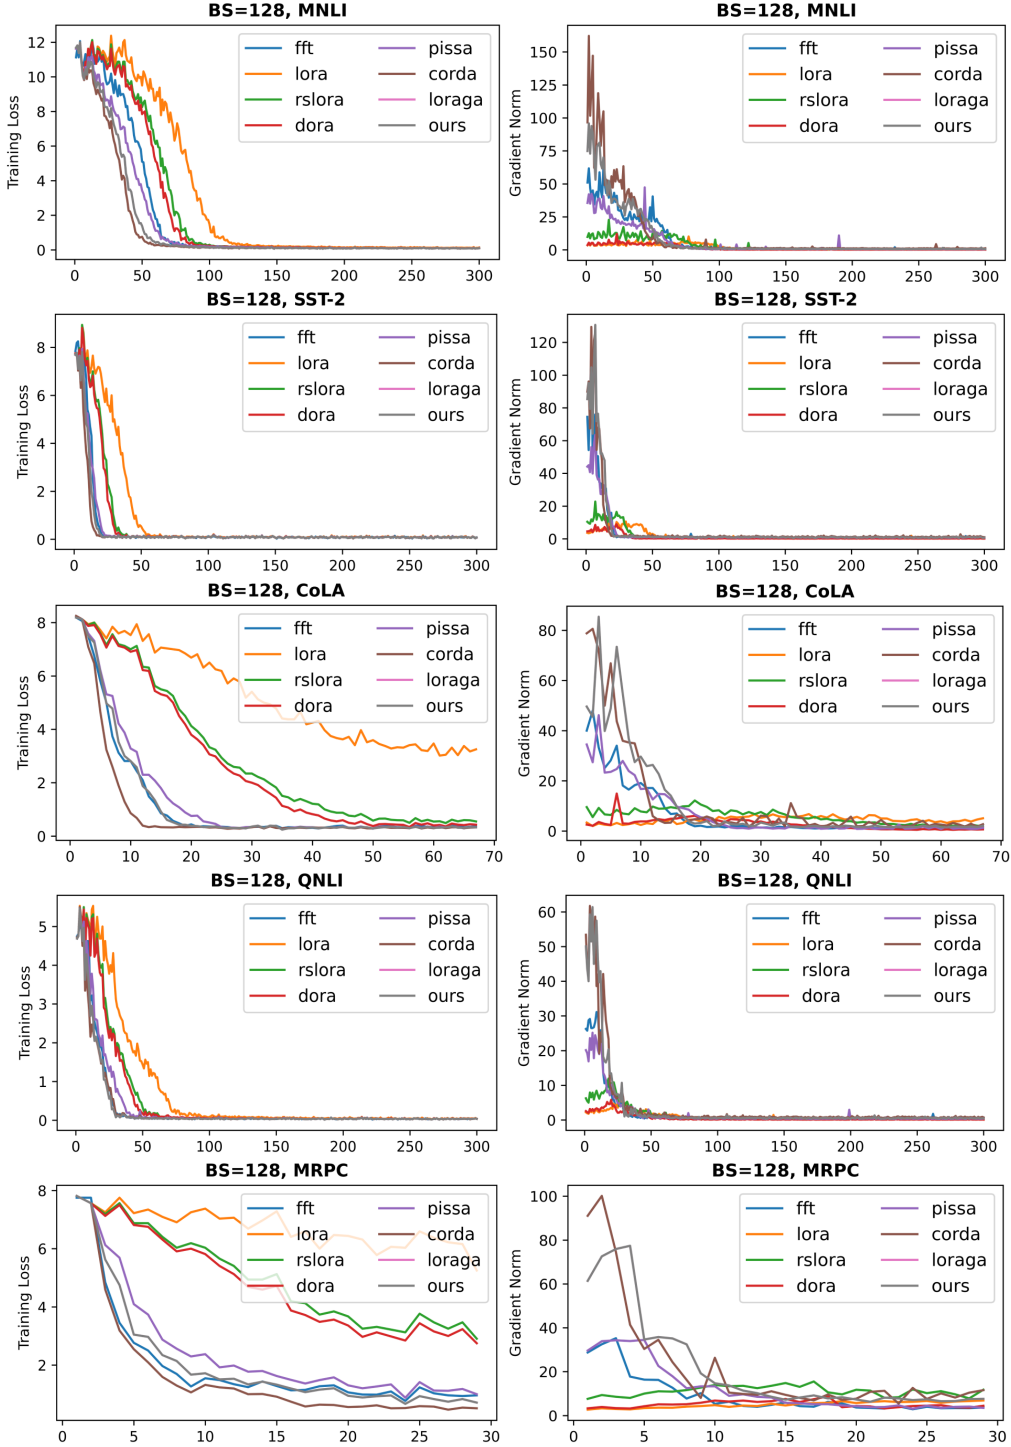 BS=128, MNLI
BS=128, MNLI
Training Loss
12
10
8
6
4
2
0
0 50 100 150 200 250 300
fft pissa
lora corda
rslora loraga
dora ours
Gradient Norm
150
125
100
75
50
25
0
0 50 100 150 200 250 300
fft pissa
lora corda
rslora loraga
dora ours
BS=128, SST-2
BS=128, SST-2
Training Loss
8
6
4
2
0
0 50 100 150 200 250 300
fft pissa
lora corda
rslora loraga
dora ours
Gradient Norm
120
100
80
60
40
20
0
0 50 100 150 200 250 300
fft pissa
lora corda
rslora loraga
dora ours
BS=128, CoLA
BS=128, CoLA
Training Loss
8
6
4
2
0
0 10 20 30 40 50 60 70
fft pissa
lora corda
rslora loraga
dora ours
Gradient Norm
80
60
40
20
0
0 10 20 30 40 50 60 70
fft pissa
lora corda
rslora loraga
dora ours
BS=128, QNLI
BS=128, QNLI
Training Loss
5
4
3
2
1
0
0 50 100 150 200 250 300
fft pissa
lora corda
rslora loraga
dora ours
Gradient Norm
60
50
40
30
20
10
0
0 50 100 150 200 250 300
fft pissa
lora corda
rslora loraga
dora ours
BS=128, MRPC
BS=128, MRPC
Training Loss
8
6
4
2
0 5 10 15 20 25 30
fft pissa
lora corda
rslora loraga
dora ours
Gradient Norm
100
80
60
40
20
0
0 5 10 15 20 25 30
fft pissa
lora corda
rslora loraga
dora ours